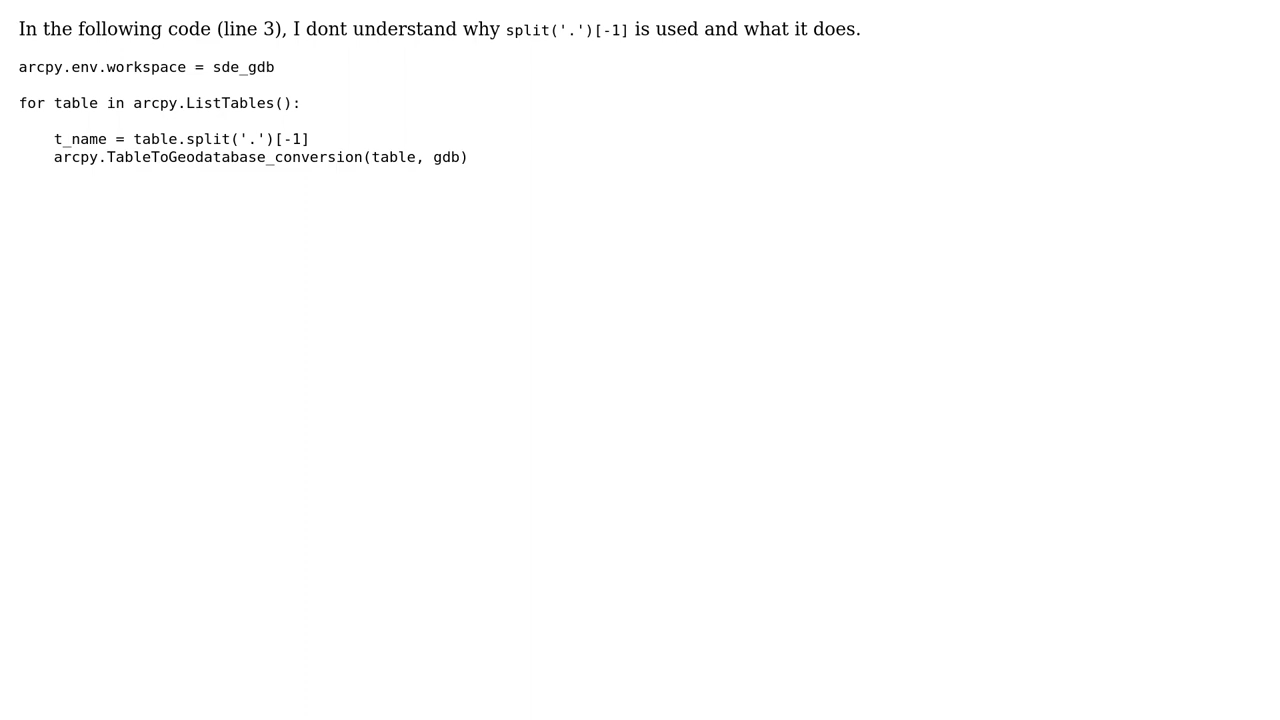 In the following code (line 3), I dont understand why split('.')[-1] is used and what it does.
arcpy.env.workspace = sde_gdb
for table in arcpy.ListTables():
    t_name = table.split('.')[-1]
    arcpy.TableToGeodatabase_conversion(table, gdb)